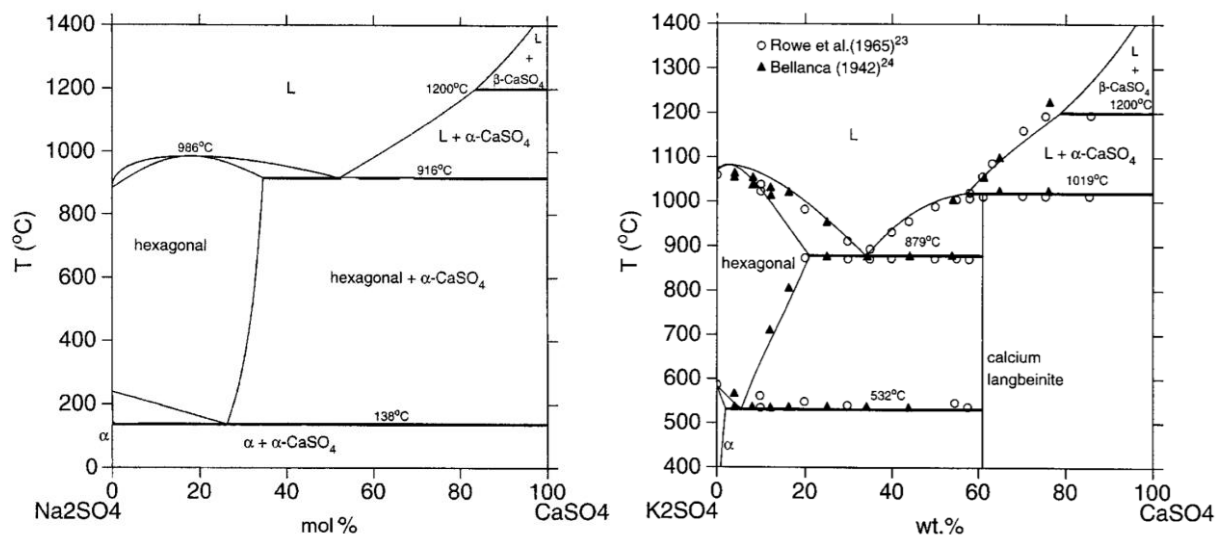 1400
1200
1000
800
600
400
200
0
T (°C)
L
L
+
β-CaSO4
1200°C
L + α-CaSO4
986°C
916°C
hexagonal
hexagonal + α-CaSO4
138°C
α
α + α-CaSO4
0 20 40 60 80 100
Na2SO4 mol % CaSO4
1400
1300
1200
1100
1000
900
800
700
600
500
400
T (°C)
○ Rowe et al.(1965)23
▲ Bellanca (1942)24
L
L
+
β-CaSO4
1200°C
L + α-CaSO4
1019°C
879°C
hexagonal
calcium
langbeinite
532°C
α
0 20 40 60 80 100
K2SO4 wt.% CaSO4